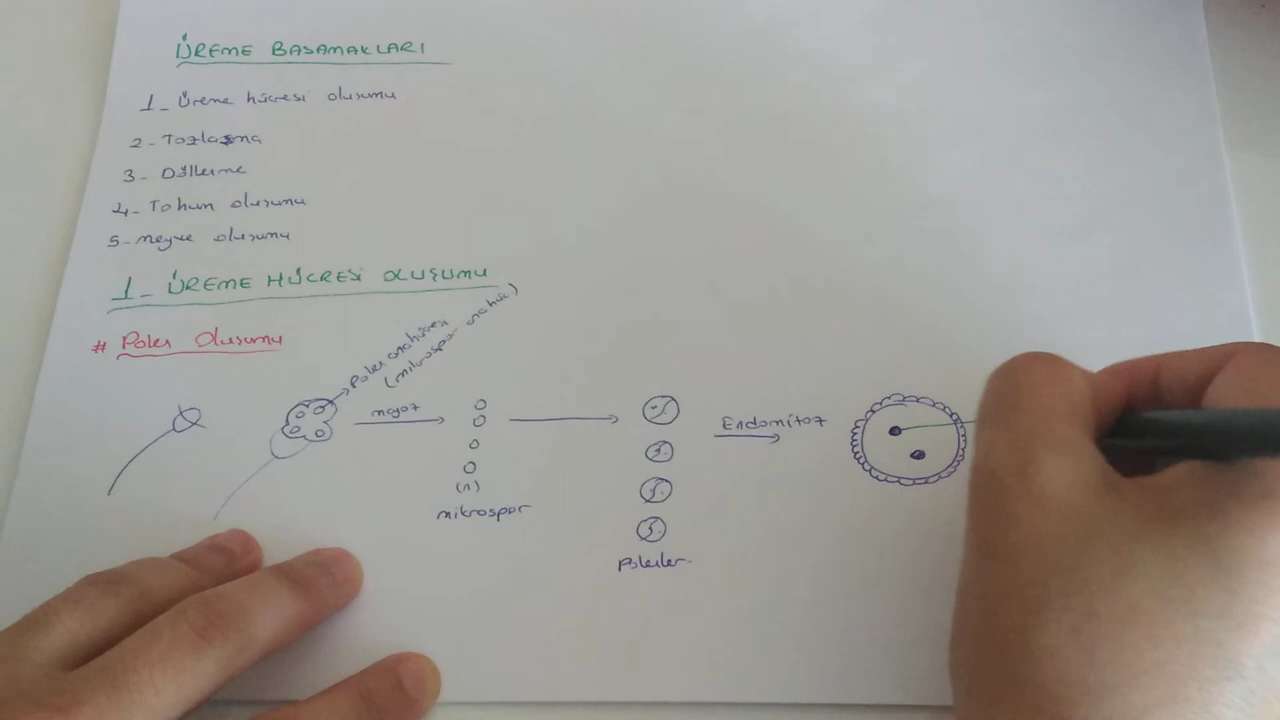 ÜREME BASAMAKLARI
1- Üreme hücresi oluşumu
2- Tozlaşma
3- Döllenme
4- Tohum oluşumu
5- meyve oluşumu
1- ÜREME HÜCRESİ OLUŞUMU
# Polen Oluşumu
Polen anahücresi
(mikrospor anahüc)
mayoz
(n)
mikrospor
Polenler
Endomitoz